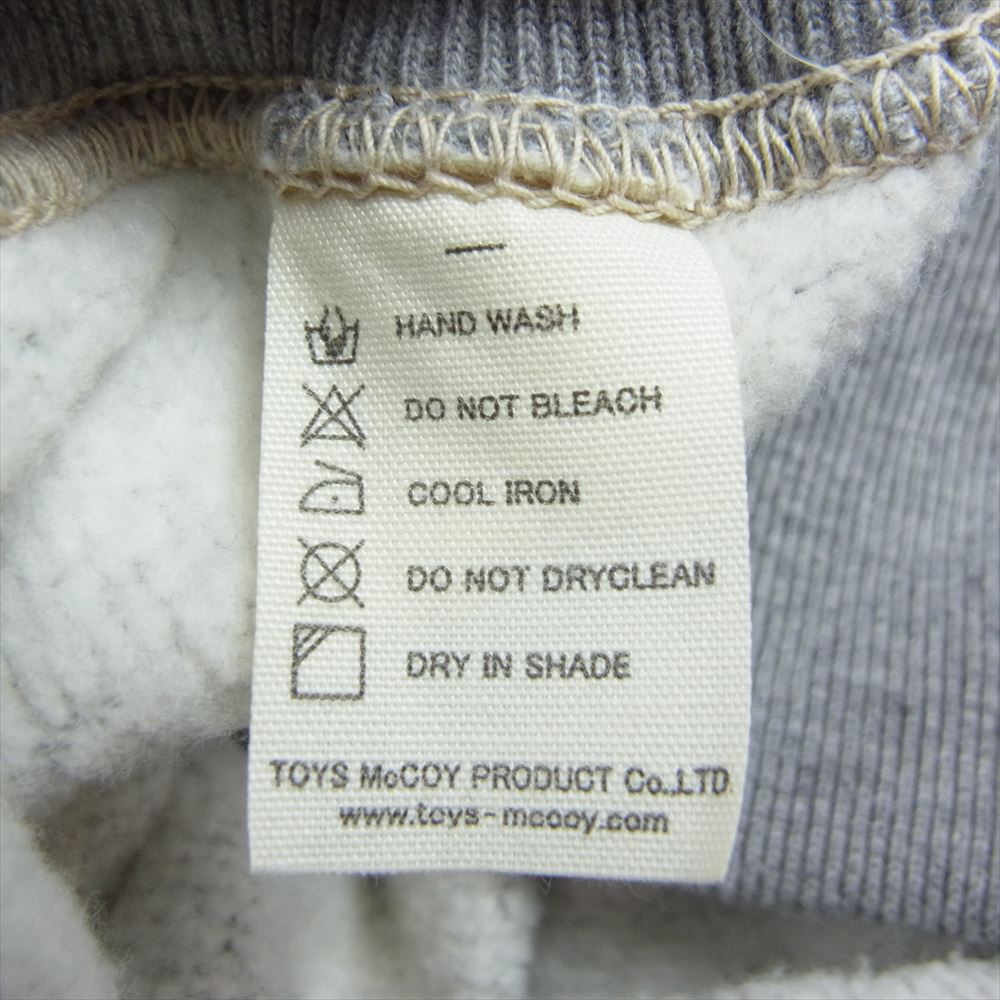 HAND WASH
DO NOT BLEACH
COOL IRON
DO NOT DRYCLEAN
DRY IN SHADE
TOYS McCOY PRODUCT Co.,LTD
www.toys-mccoy.com